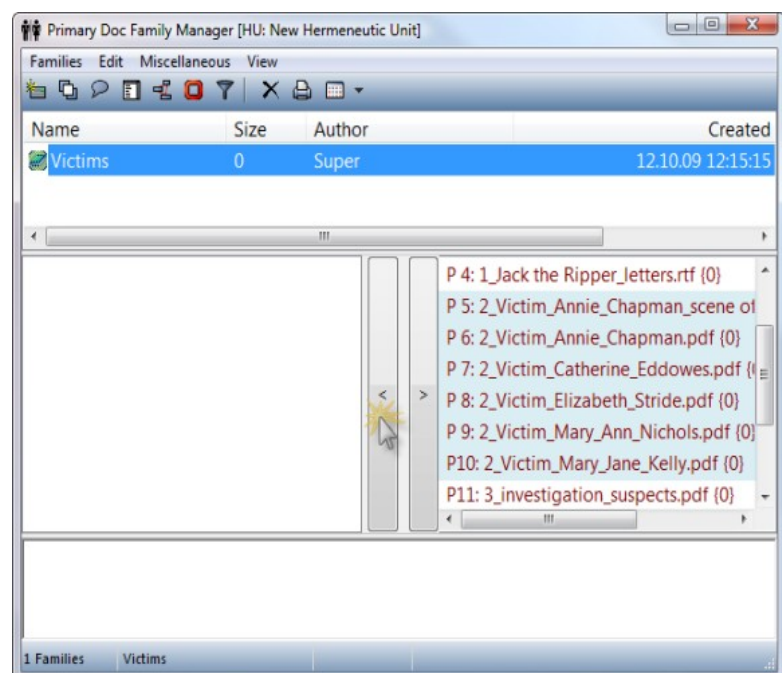 Primary Doc Family Manager [HU: New Hermeneutic Unit]
Families Edit Miscellaneous View
Name Size Author Created
Victims 0 Super 12.10.09 12:15:15
P 4: 1_Jack the Ripper_letters.rtf {0}
P 5: 2_Victim_Annie_Chapman_scene of
P 6: 2_Victim_Annie_Chapman.pdf {0}
P 7: 2_Victim_Catherine_Eddowes.pdf {
< > P 8: 2_Victim_Elizabeth_Stride.pdf {0}
P 9: 2_Victim_Mary_Ann_Nichols.pdf {0}
P10: 2_Victim_Mary_Jane_Kelly.pdf {0}
P11: 3_investigation_suspects.pdf {0}
1 Families Victims